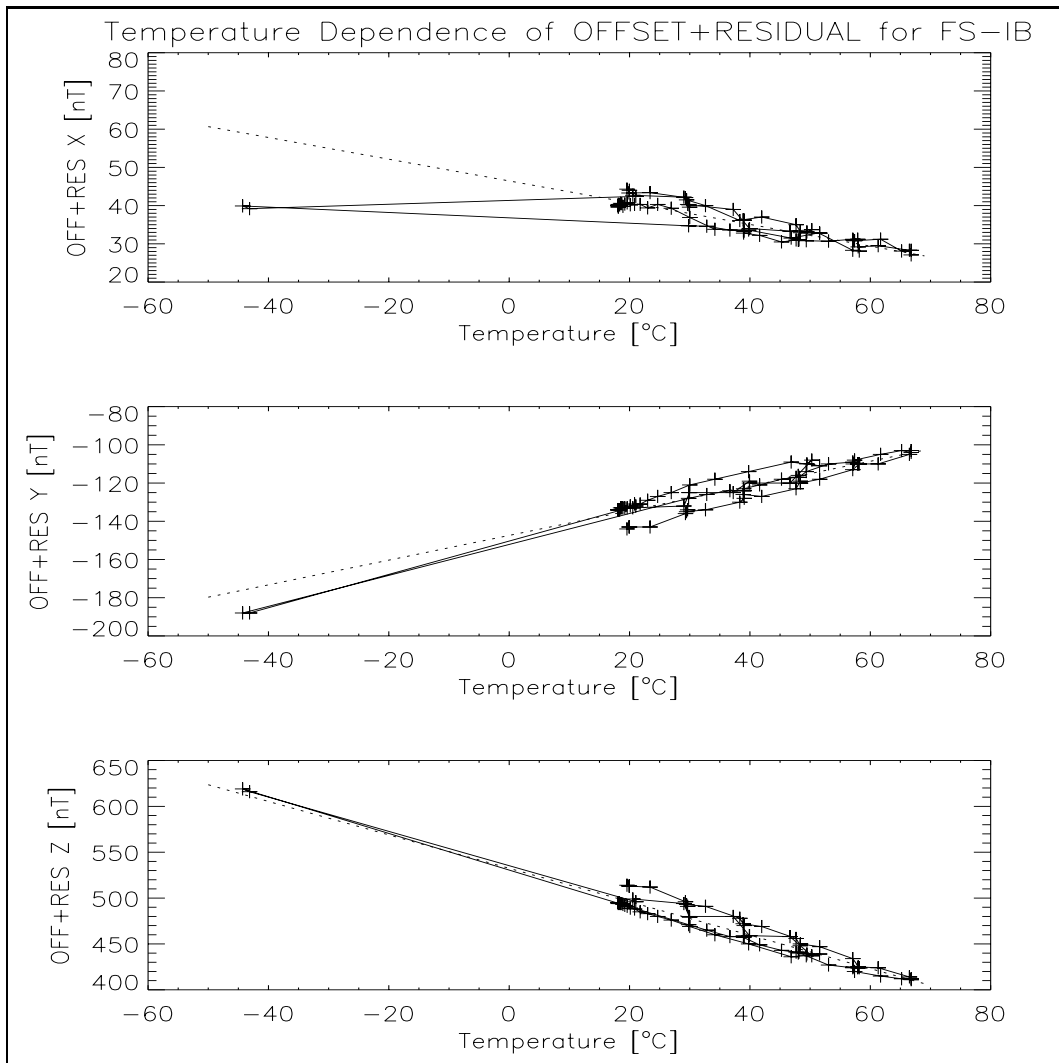 Temperature Dependence of OFFSET+RESIDUAL for FS-IB
OFF+RES X [nT]
80
70
60
50
40
30
20
-60 -40 -20 0 20 40 60 80
Temperature [°C]
OFF+RES Y [nT]
-80
-100
-120
-140
-160
-180
-200
-60 -40 -20 0 20 40 60 80
Temperature [°C]
OFF+RES Z [nT]
650
600
550
500
450
400
-60 -40 -20 0 20 40 60 80
Temperature [°C]